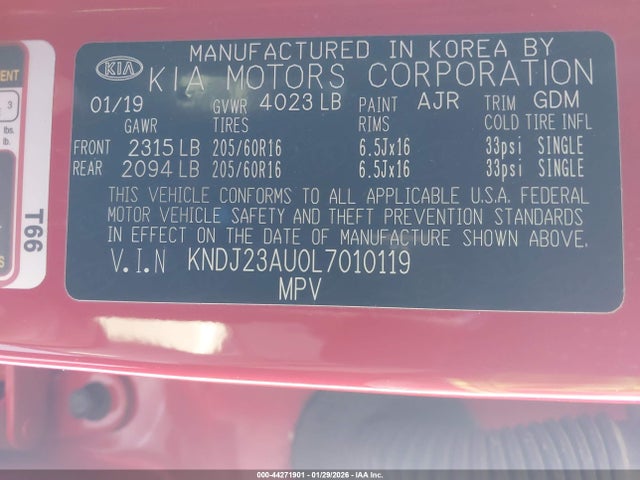 MANUFACTURED IN KOREA BY
KIA KIA MOTORS CORPORATION
01/19 GVWR 4023 LB PAINT AJR TRIM GDM
GAWR TIRES RIMS COLD TIRE INFL
FRONT 2315 LB 205/60R16 6.5Jx16 33psi SINGLE
REAR 2094 LB 205/60R16 6.5Jx16 33psi SINGLE
THIS VEHICLE CONFORMS TO ALL APPLICABLE U.S.A. FEDERAL
MOTOR VEHICLE SAFETY AND THEFT PREVENTION STANDARDS
IN EFFECT ON THE DATE OF MANUFACTURE SHOWN ABOVE.
V.I.N KNDJ23AU0L7010119
MPV
3
lbs.
lb.
T66
000-44271901 - 01/29/2026 - IAA Inc.